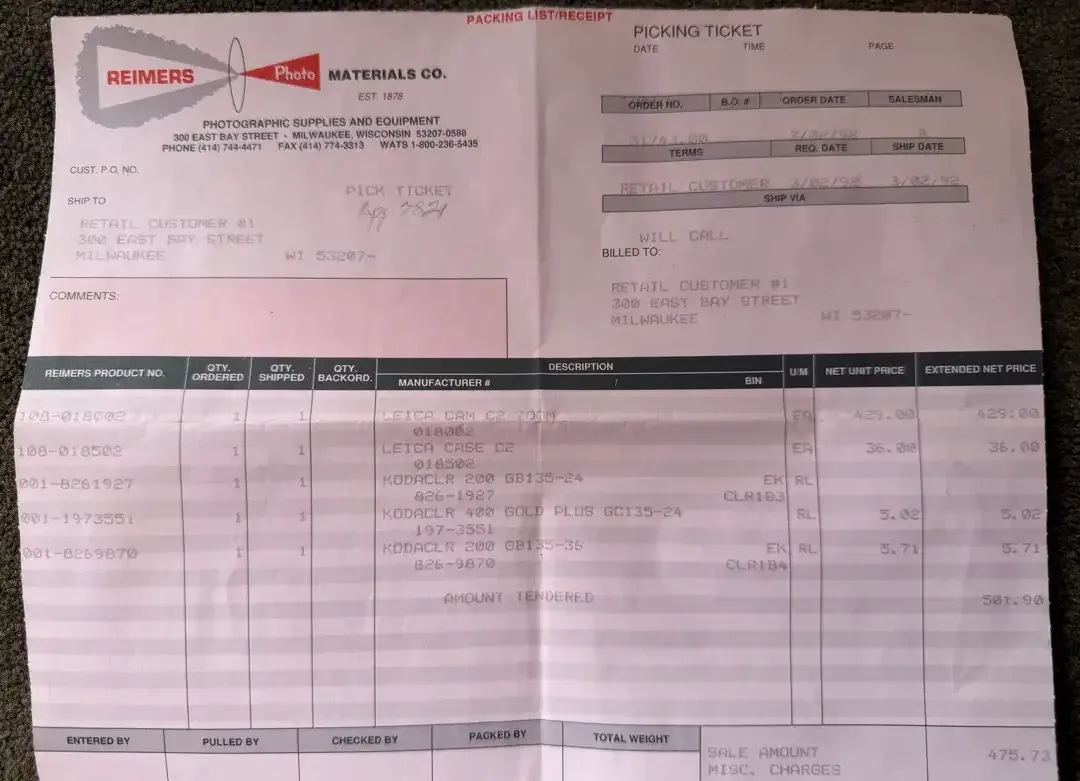 PACKING LIST/RECEIPT
REIMERS Photo MATERIALS CO.
EST. 1878
PHOTOGRAPHIC SUPPLIES AND EQUIPMENT
300 EAST BAY STREET • MILWAUKEE, WISCONSIN 53207-0588
PHONE (414) 744-4471 FAX (414) 774-3313 WATS 1-800-236-5435
PICKING TICKET
DATE TIME PAGE
ORDER NO. B.O. # ORDER DATE SALESMAN
31743.00 3/02/92
TERMS REQ. DATE SHIP DATE
RETAIL CUSTOMER 3/02/92 3/02/92
SHIP VIA
WILL CALL
CUST. P.O. NO.
PICK TICKET
SHIP TO
RETAIL CUSTOMER #1
300 EAST BAY STREET
MILWAUKEE WI 53207-
BILLED TO:
RETAIL CUSTOMER #1
300 EAST BAY STREET
MILWAUKEE WI 53207-
COMMENTS:
REIMERS PRODUCT NO. QTY. ORDERED QTY. SHIPPED QTY. BACKORD. DESCRIPTION MANUFACTURER # / BIN U/M NET UNIT PRICE EXTENDED NET PRICE
108-018002 1 1 LEICA CAM C2 ZOOM EA 429.00 429.00
018002
108-018502 1 1 LEICA CASE C2 EA 36.00 36.00
018502
001-8261927 1 1 KODACLR 200 GB135-24 EK RL
826-1927 CLR1B3
001-1973551 1 1 KODACLR 400 GOLD PLUS GC135-24 RL 5.02 5.02
197-3551
001-8269870 1 1 KODACLR 200 GB135-36 EK RL 5.71 5.71
826-9870 CLR1B4
AMOUNT TENDERED 501.90
ENTERED BY PULLED BY CHECKED BY PACKED BY TOTAL WEIGHT
SALE AMOUNT 475.73
MISC. CHARGES